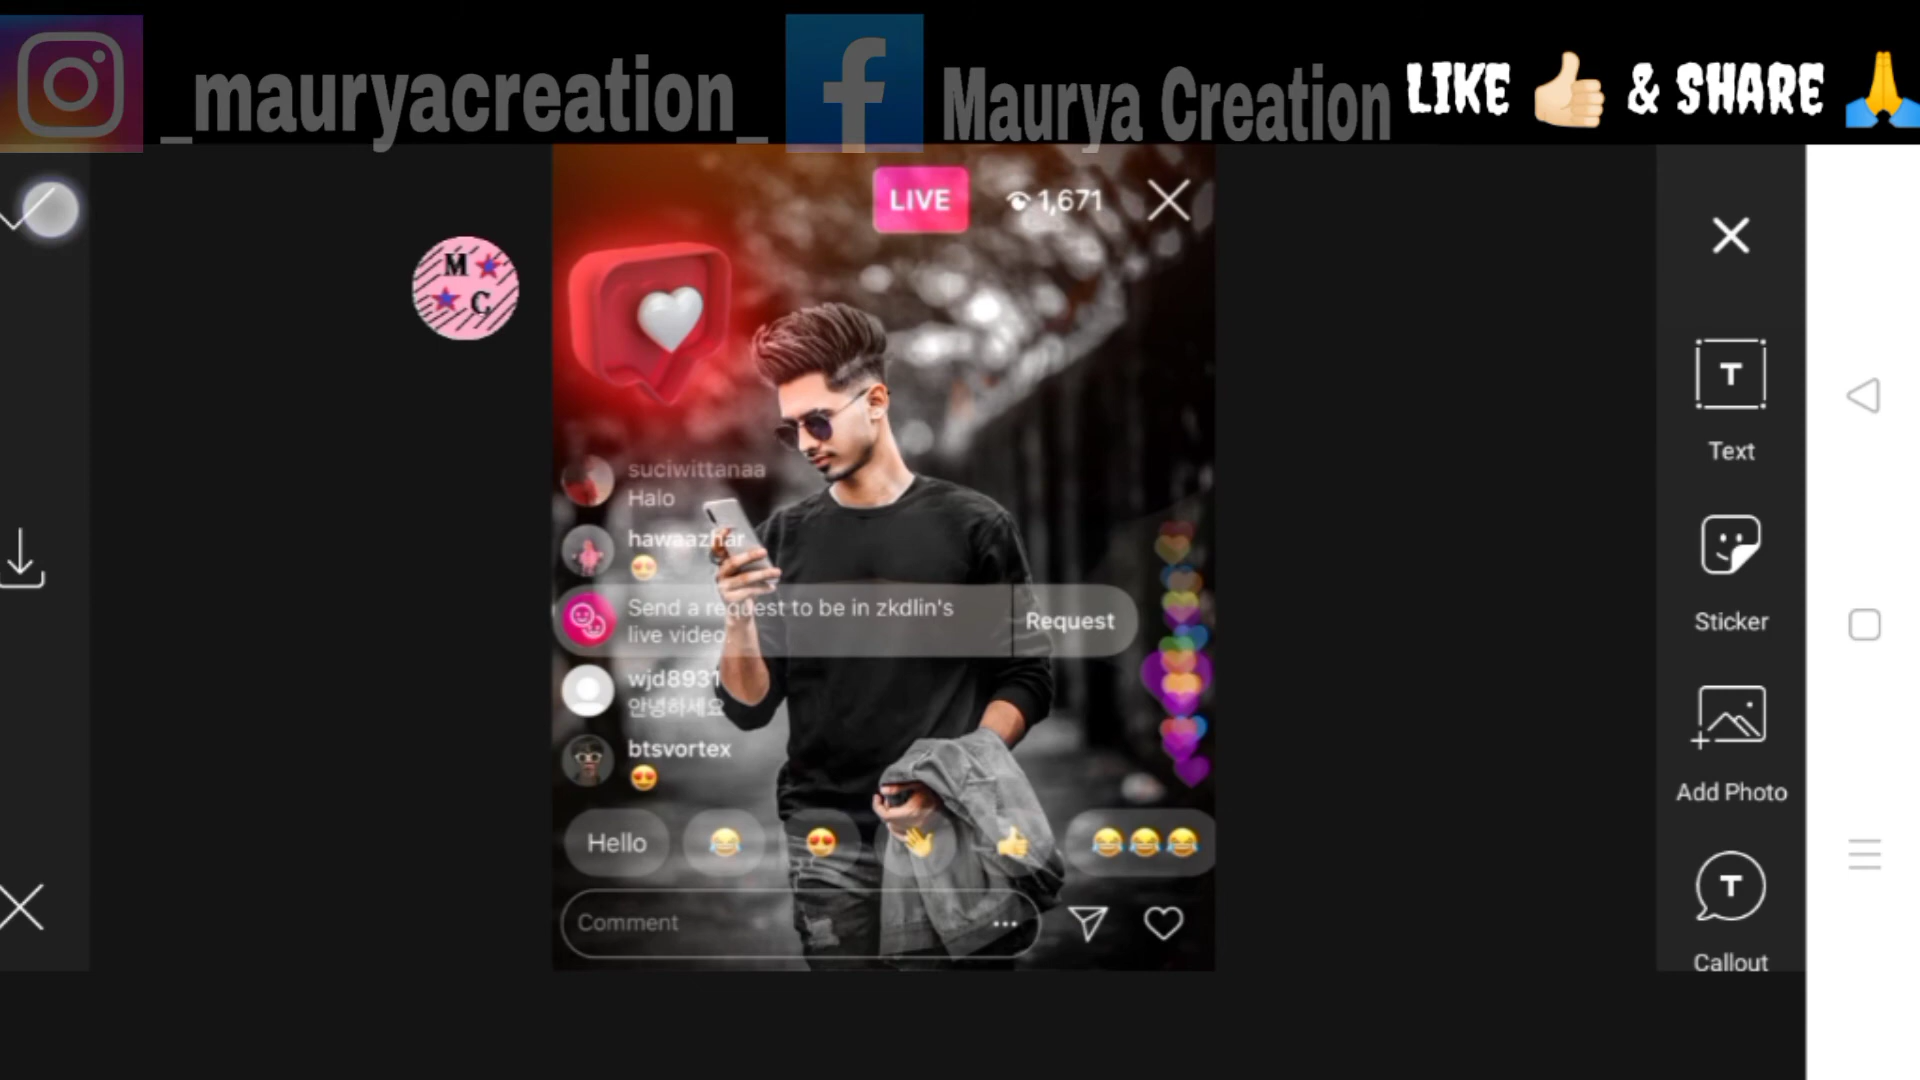 _mauryacreation_ Maurya Creation LIKE 👍🏻 & SHARE 🙏
LIVE 1,671
M
C
suciwittanaa
Halo
hawaazhar
😍
Send a request to be in zkdlin's
live video.
Request
wjd8931
안녕하세요
btsvortex
😍
Hello 😂 😍 👋 👍 😂😂😂
Comment ...
T
Text
Sticker
Add Photo
T
Callout